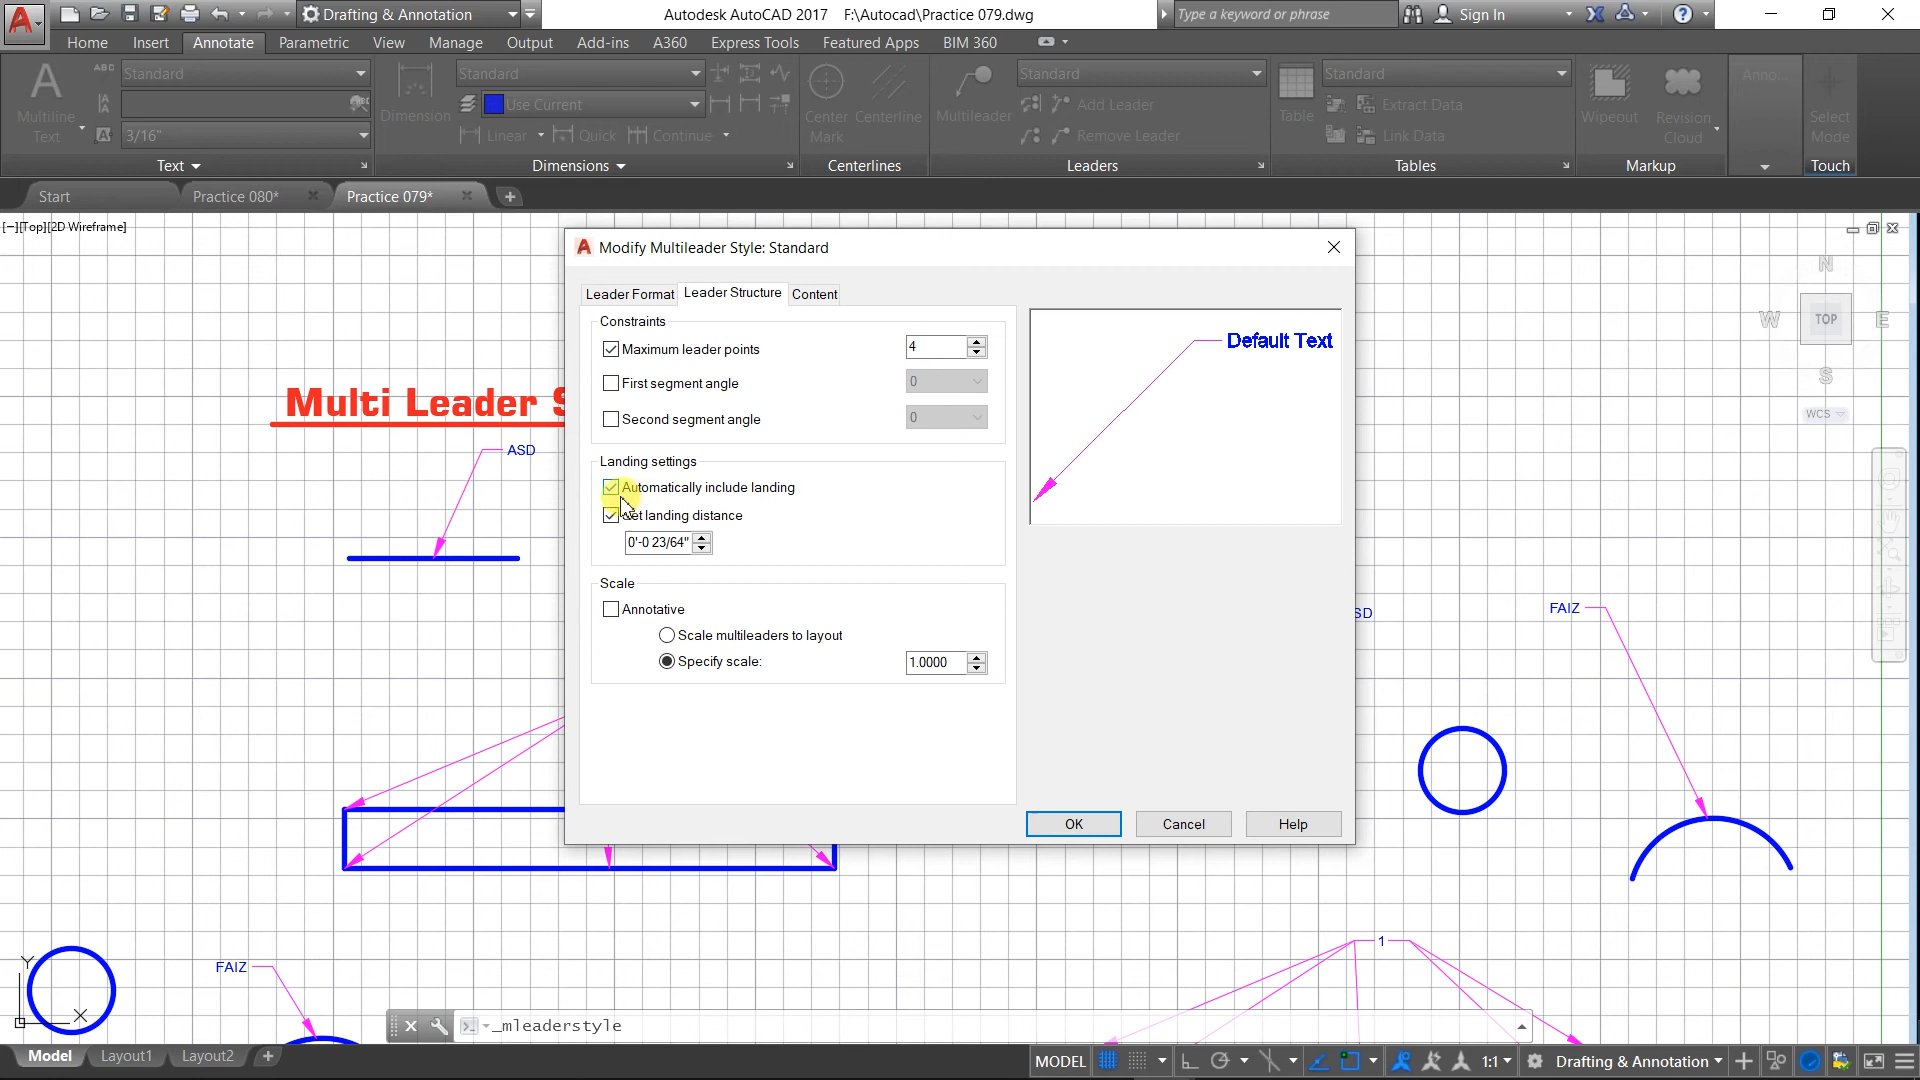 Drafting & Annotation
Autodesk AutoCAD 2017 F:\Autocad\Practice 079.dwg
Type a keyword or phrase
Sign In
Home Insert Annotate Parametric View Manage Output Add-ins A360 Express Tools Featured Apps BIM 360
Multiline Text
ABC
Standard
3/16"
Dimension
Standard
Use Current
Linear Quick Continue
Center Mark
Centerline
Multileader
Standard
Add Leader
Remove Leader
Table
Standard
Extract Data
Link Data
Wipeout
Revision Cloud
Anno...
Select Mode
Text Dimensions Centerlines Leaders Tables Markup Touch
Start Practice 080* Practice 079*
[−][Top][2D Wireframe]
Modify Multileader Style: Standard
Leader Format Leader Structure Content
Constraints
Maximum leader points 4
First segment angle 0
Second segment angle 0
Landing settings
Automatically include landing
Set landing distance
0'-0 23/64"
Scale
Annotative
Scale multileaders to layout
Specify scale: 1.0000
Default Text
OK Cancel Help
Multi Leader S
ASD
SD
FAIZ
FAIZ
1
N
W TOP E
S
WCS
Y
X
_mleaderstyle
Model Layout1 Layout2
MODEL 1:1 Drafting & Annotation